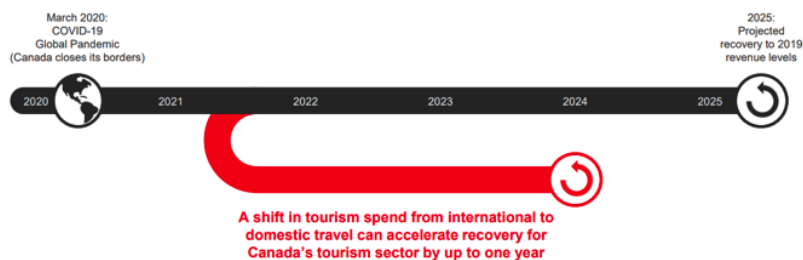 March 2020:
COVID-19
Global Pandemic
(Canada closes its borders)
2025:
Projected
recovery to 2019
revenue levels
2020 2021 2022 2023 2024 2025
A shift in tourism spend from international to
domestic travel can accelerate recovery for
Canada's tourism sector by up to one year